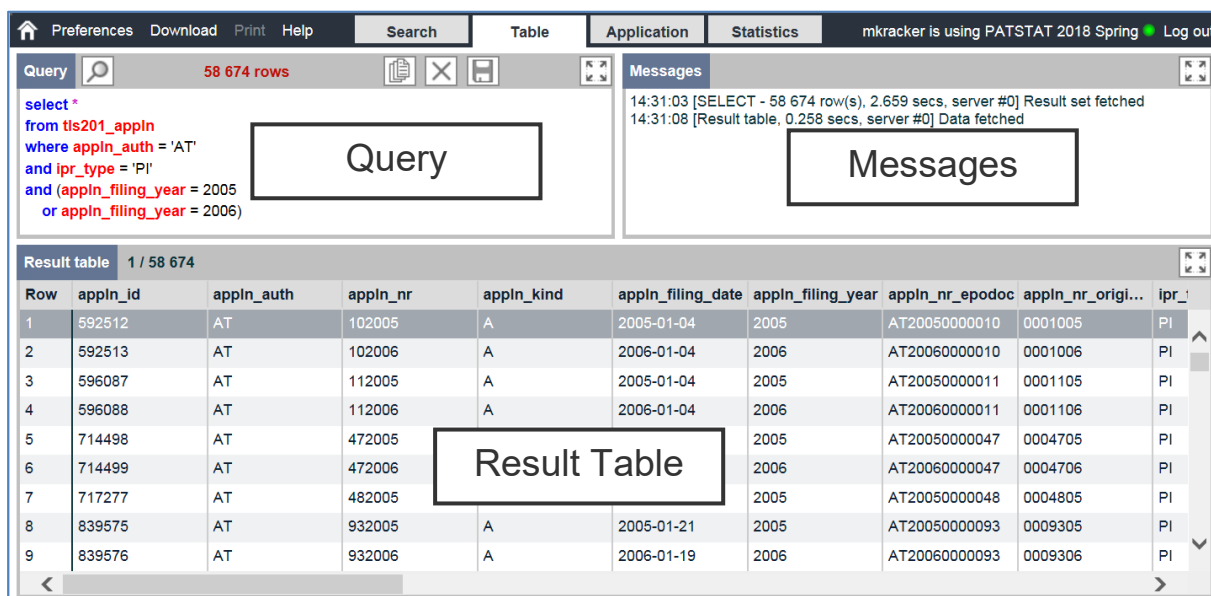 Preferences Download Print Help Search Table Application Statistics mkracker is using PATSTAT 2018 Spring Log out
Query 58 674 rows
select *
from tls201_appln
where appln_auth = 'AT'
and ipr_type = 'PI'
and (appln_filing_year = 2005
or appln_filing_year = 2006)
Query
Messages
14:31:03 [SELECT - 58 674 row(s), 2.659 secs, server #0] Result set fetched
14:31:08 [Result table, 0.258 secs, server #0] Data fetched
Messages
Result table 1 / 58 674
Row appln_id appln_auth appln_nr appln_kind appln_filing_date appln_filing_year appln_nr_epodoc appln_nr_origi... ipr_
1 592512 AT 102005 A 2005-01-04 2005 AT20050000010 0001005 PI
2 592513 AT 102006 A 2006-01-04 2006 AT20060000010 0001006 PI
3 596087 AT 112005 A 2005-01-04 2005 AT20050000011 0001105 PI
4 596088 AT 112006 A 2006-01-04 2006 AT20060000011 0001106 PI
5 714498 AT 472005 2005 AT20050000047 0004705 PI
6 714499 AT 472006 2006 AT20060000047 0004706 PI
7 717277 AT 482005 2005 AT20050000048 0004805 PI
8 839575 AT 932005 A 2005-01-21 2005 AT20050000093 0009305 PI
9 839576 AT 932006 A 2006-01-19 2006 AT20060000093 0009306 PI
Result Table